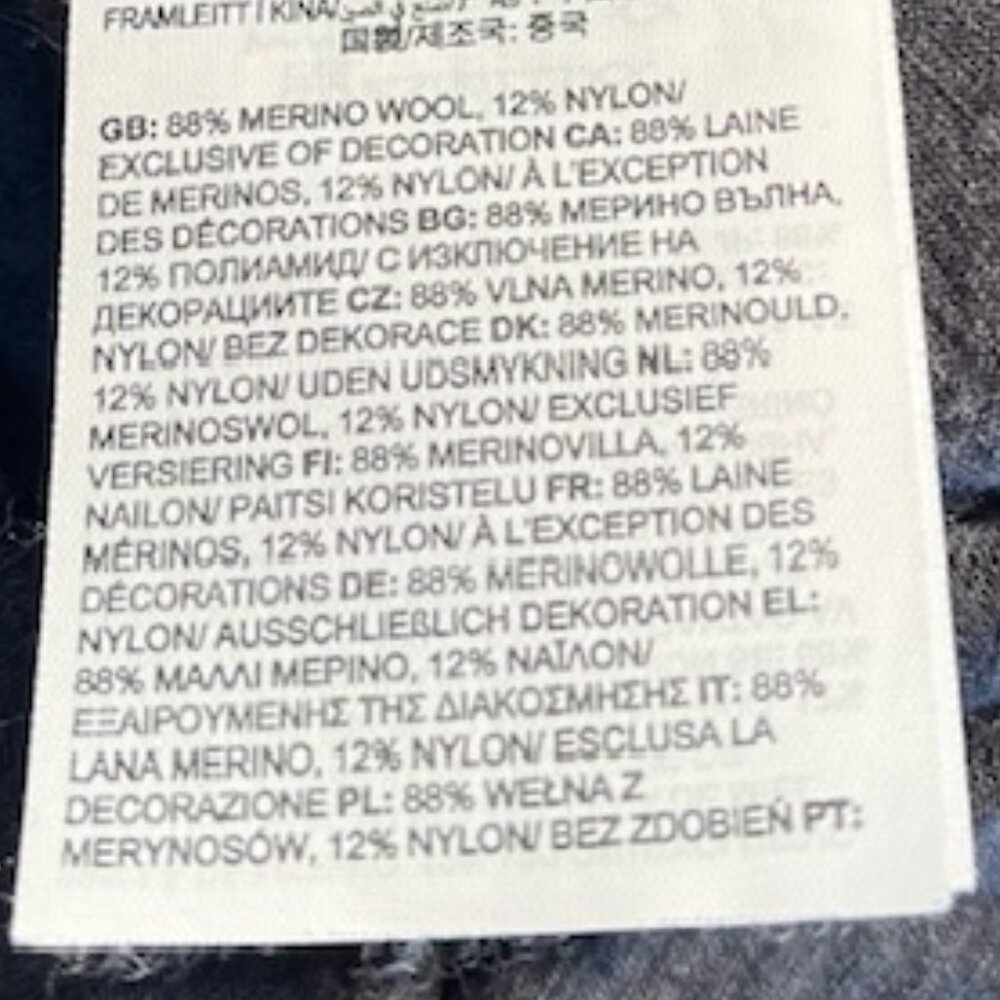 FRAMLEITT Í KÍNA/
国製/제조국: 중국
GB: 88% MERINO WOOL, 12% NYLON/
EXCLUSIVE OF DECORATION CA: 88% LAINE
DE MERINOS, 12% NYLON/ À L'EXCEPTION
DES DÉCORATIONS BG: 88% МЕРИНО ВЪЛНА,
12% ПОЛИАМИД/ С ИЗКЛЮЧЕНИЕ НА
ДЕКОРАЦИИТЕ CZ: 88% VLNA MERINO, 12%
NYLON/ BEZ DEKORACE DK: 88% MERINOULD,
12% NYLON/ UDEN UDSMYKNING NL: 88%
MERINOSWOL, 12% NYLON/ EXCLUSIEF
VERSIERING FI: 88% MERINOVILLA, 12%
NAILON/ PAITSI KORISTELU FR: 88% LAINE
MÉRINOS, 12% NYLON/ À L'EXCEPTION DES
DÉCORATIONS DE: 88% MERINOWOLLE, 12%
NYLON/ AUSSCHLIEßLICH DEKORATION EL:
88% ΜΑΛΛΙ ΜΕΡΙΝΟ, 12% ΝΑΪΛΟΝ/
ΕΞΑΙΡΟΥΜΕΝΗΣ ΤΗΣ ΔΙΑΚΟΣΜΗΣΗΣ IT: 88%
LANA MERINO, 12% NYLON/ ESCLUSA LA
DECORAZIONE PL: 88% WEŁNA Z
MERYNOSÓW, 12% NYLON/ BEZ ZDOBIEŃ PT: